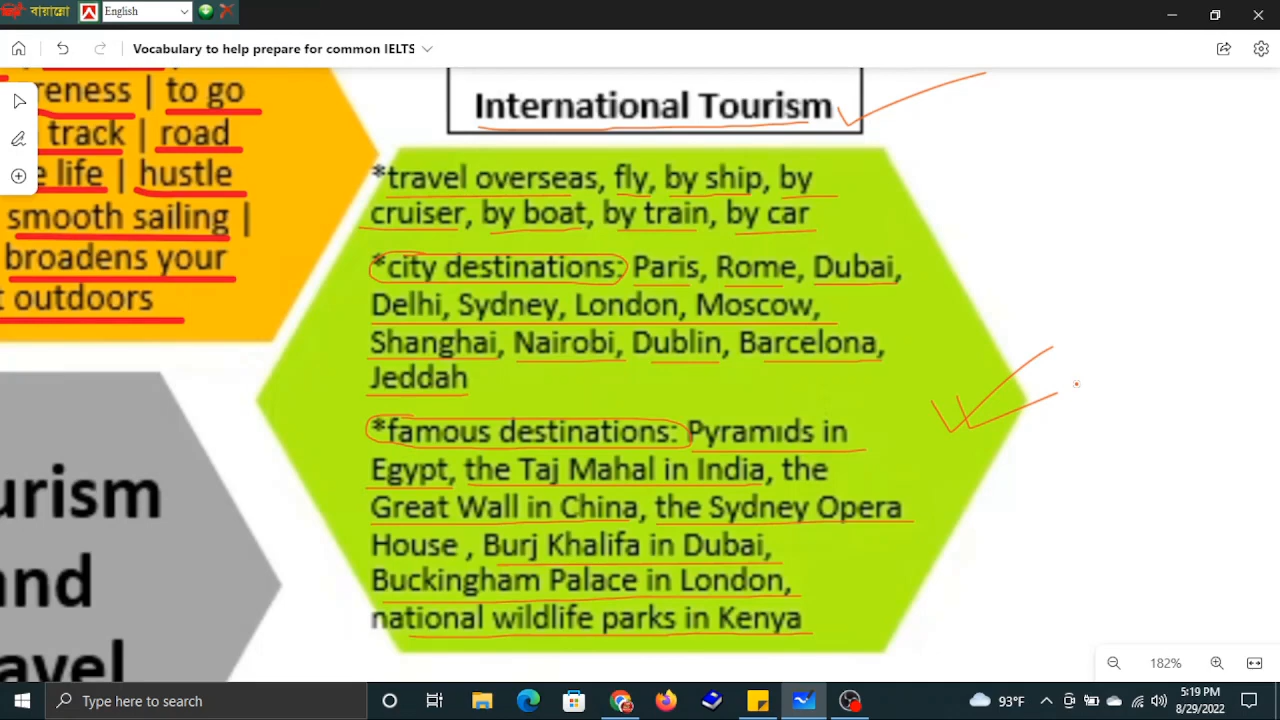 বায়ান্নো
English
Vocabulary to help prepare for common IELTS
reness | to go
track | road
life | hustle
smooth sailing |
broadens your
t outdoors
urism
and
avel
International Tourism
*travel overseas, fly, by ship, by
cruiser, by boat, by train, by car
*city destinations: Paris, Rome, Dubai,
Delhi, Sydney, London, Moscow,
Shanghai, Nairobi, Dublin, Barcelona,
Jeddah
*famous destinations: Pyramids in
Egypt, the Taj Mahal in India, the
Great Wall in China, the Sydney Opera
House , Burj Khalifa in Dubai,
Buckingham Palace in London,
national wildlife parks in Kenya
182%
Type here to search
93°F
5:19 PM
8/29/2022